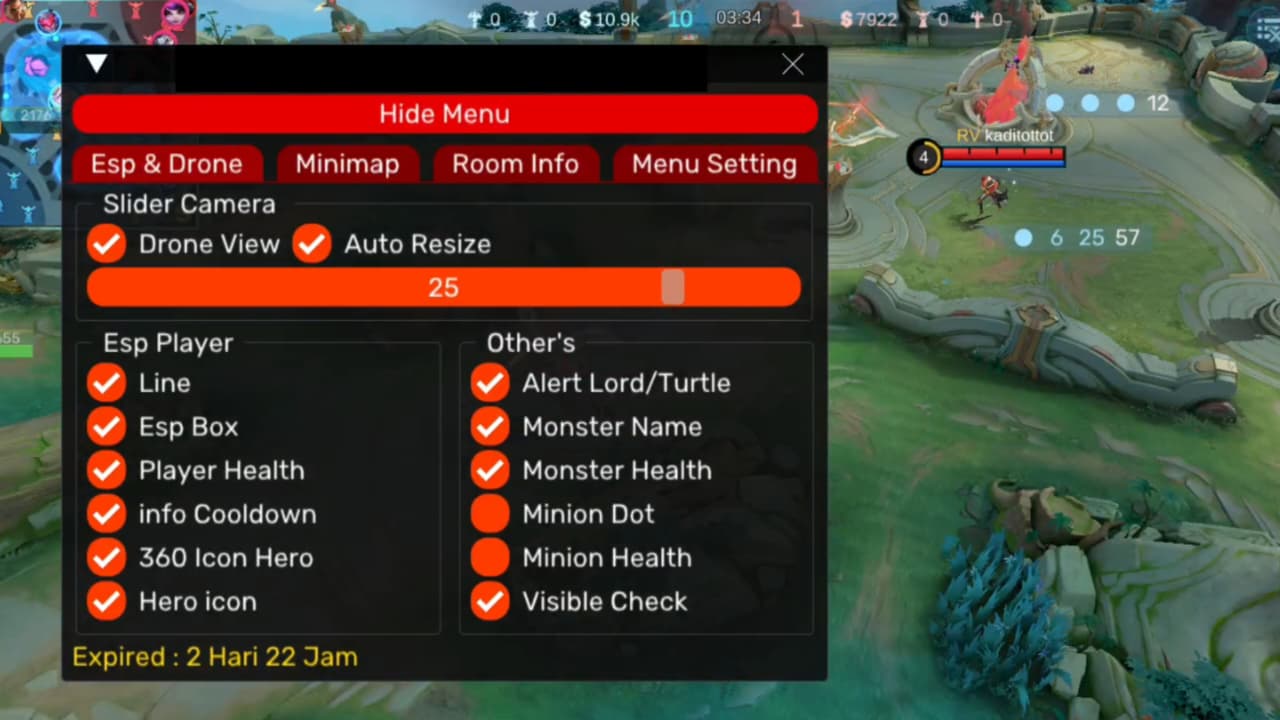 0 0 $10.9k 10 03:34 1 $7922 0 0
2176
Hide Menu
12
RV kaditottot
4
Esp & Drone Minimap Room Info Menu Setting
Slider Camera
Drone View Auto Resize
6 25 57
25
Esp Player Other's
Line Alert Lord/Turtle
Esp Box Monster Name
Player Health Monster Health
info Cooldown Minion Dot
360 Icon Hero Minion Health
Hero icon Visible Check
Expired : 2 Hari 22 Jam